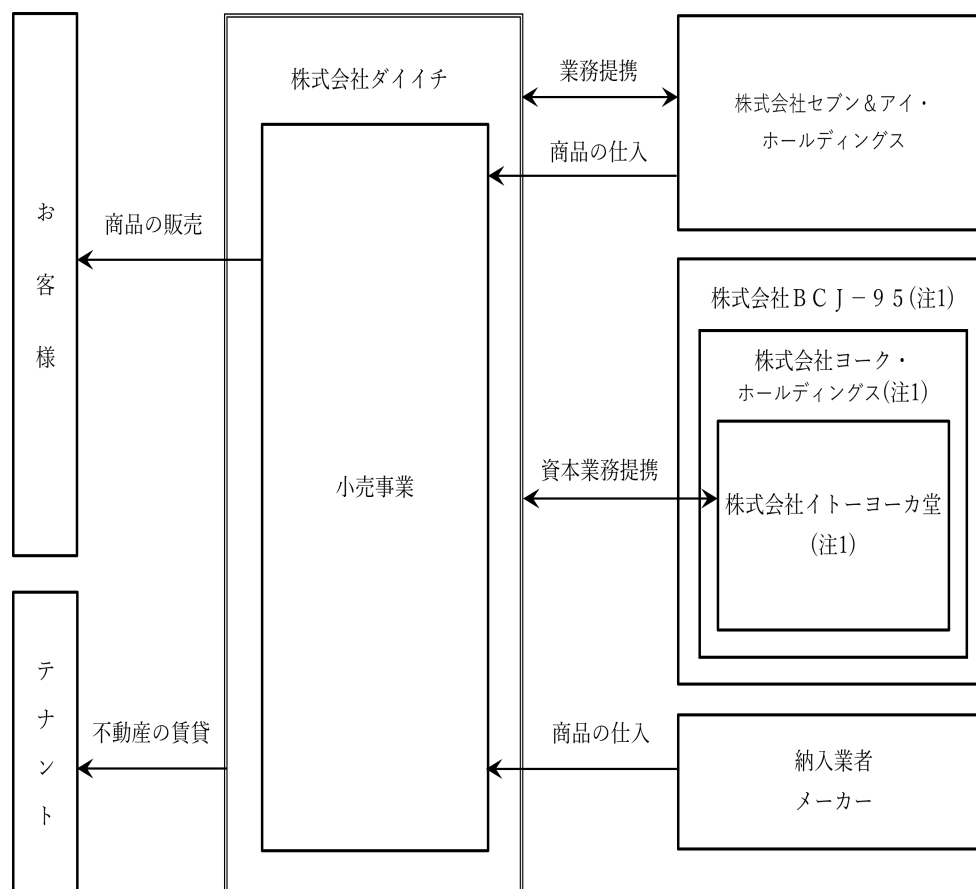 お客様
テナント
商品の販売
不動産の賃貸
株式会社ダイイチ
小売事業
業務提携
商品の仕入
資本業務提携
商品の仕入
株式会社セブン&アイ・
ホールディングス
株式会社BCJ-95(注1)
株式会社ヨーク・
ホールディングス(注1)
株式会社イトーヨーカ堂
(注1)
納入業者
メーカー